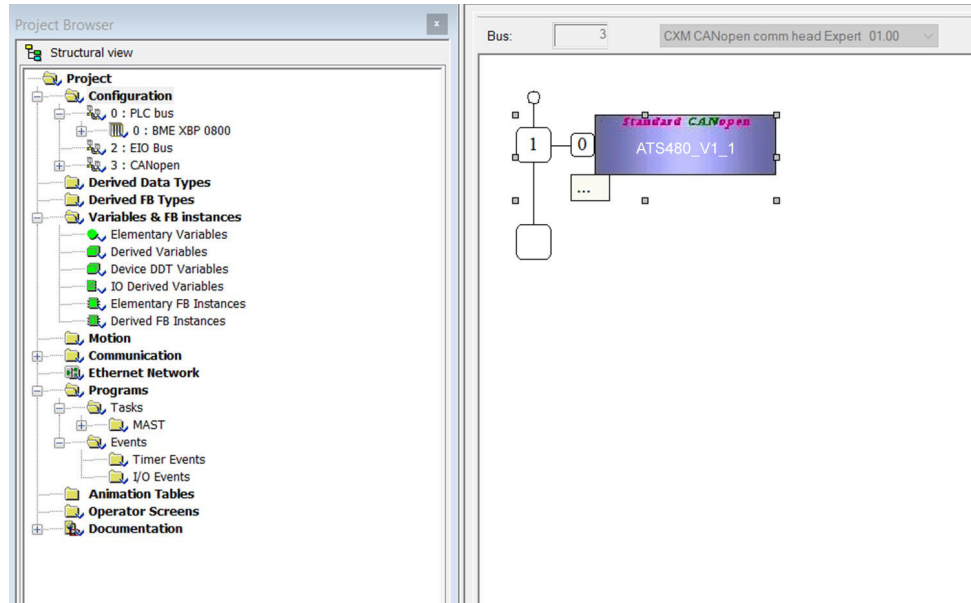 Project Browser
x
Structural view
Project
Configuration
0 : PLC bus
0 : BME XBP 0800
2 : EIO Bus
3 : CANopen
Derived Data Types
Derived FB Types
Variables & FB instances
Elementary Variables
Derived Variables
Device DDT Variables
IO Derived Variables
Elementary FB Instances
Derived FB Instances
Motion
Communication
Ethernet Network
Programs
Tasks
MAST
Events
Timer Events
I/O Events
Animation Tables
Operator Screens
Documentation
Bus: 3 CXM CANopen comm head Expert 01.00
Standard CANopen
1 0 ATS480_V1_1
...